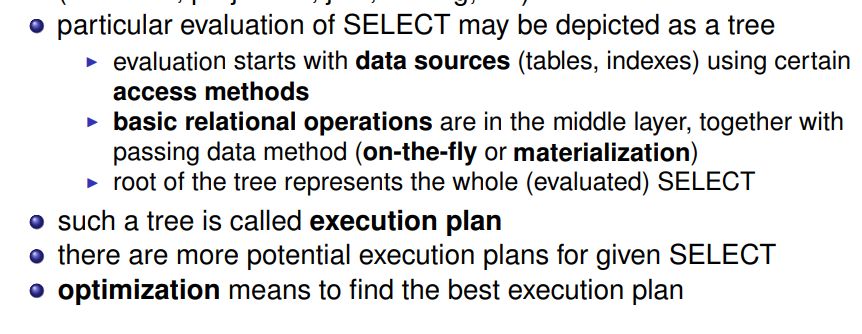 particular evaluation of SELECT may be depicted as a tree
evaluation starts with data sources (tables, indexes) using certain
access methods
basic relational operations are in the middle layer, together with
passing data method (on-the-fly or materialization)
root of the tree represents the whole (evaluated) SELECT
such a tree is called execution plan
there are more potential execution plans for given SELECT
optimization means to find the best execution plan